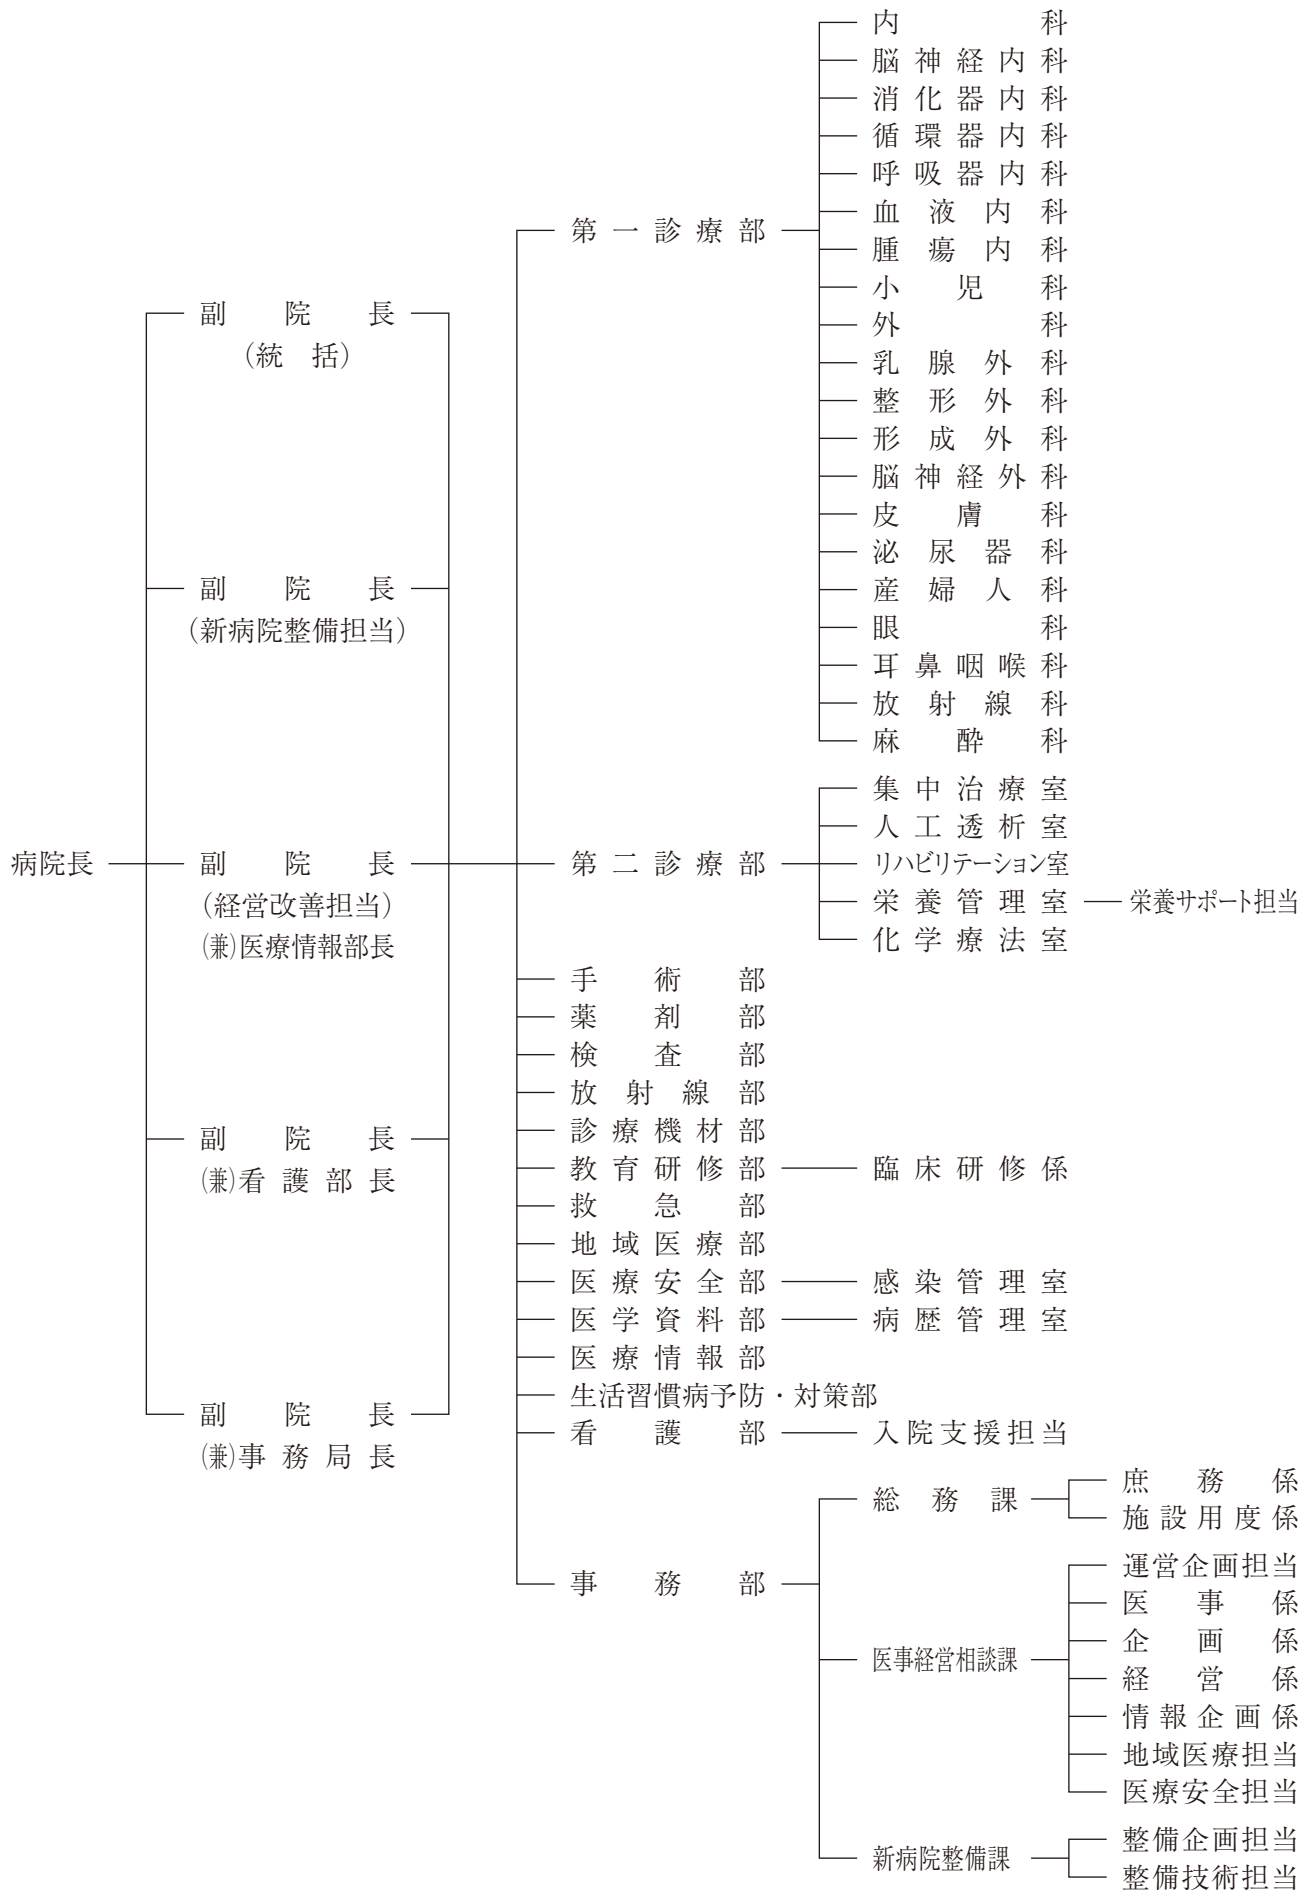 病院長
副院長
（統括）
副院長
（新病院整備担当）
副院長
（経営改善担当）
㈱医療情報部長
副院長
㈱看護部長
副院長
㈱事務局長
第一診療部
内科
脳神経内科
消化器内科
循環器内科
呼吸器内科
血液内科
腫瘍内科
小児科
外科
乳腺外科
整形外科
形成外科
脳神経外科
皮膚科
泌尿器科
産婦人科
眼科
耳鼻咽喉科
放射線科
麻酔科
第二診療部
集中治療室
人工透析室
リハビリテーション室
栄養管理室
栄養サポート担当
化学療法室
手術部
薬剤部
検査部
放射線部
診療機材部
教育研修部
臨床研修係
救急部
地域医療部
医療安全部
感染管理室
医学資料部
病歴管理室
医療情報部
生活習慣病予防・対策部
看護部
入院支援担当
事務部
総務課
庶務係
施設用度係
医事経営相談課
運営企画担当
医事係
企画係
経営係
情報企画係
地域医療担当
医療安全担当
新病院整備課
整備企画担当
整備技術担当